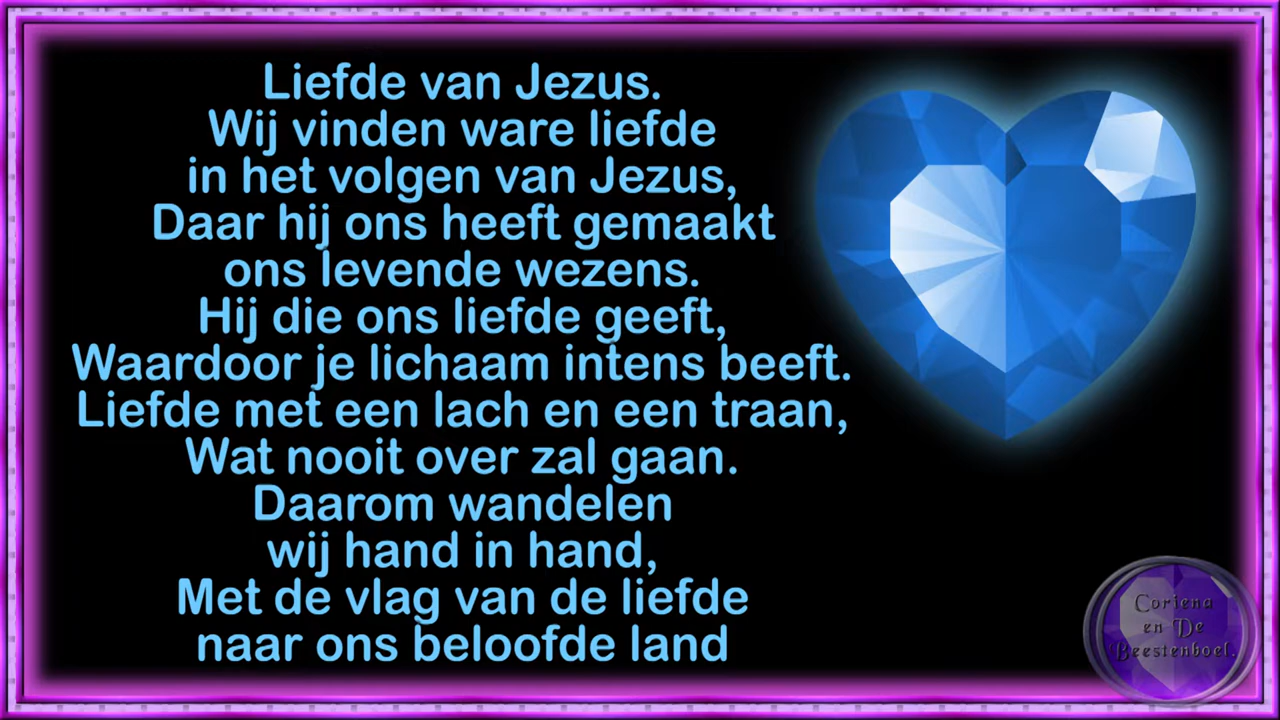 Liefde van Jezus.
Wij vinden ware liefde
in het volgen van Jezus,
Daar hij ons heeft gemaakt
ons levende wezens.
Hij die ons liefde geeft,
Waardoor je lichaam intens beeft.
Liefde met een lach en een traan,
Wat nooit over zal gaan.
Daarom wandelen
wij hand in hand,
Met de vlag van de liefde
naar ons beloofde land
Coriena
en De
Beestenboel.